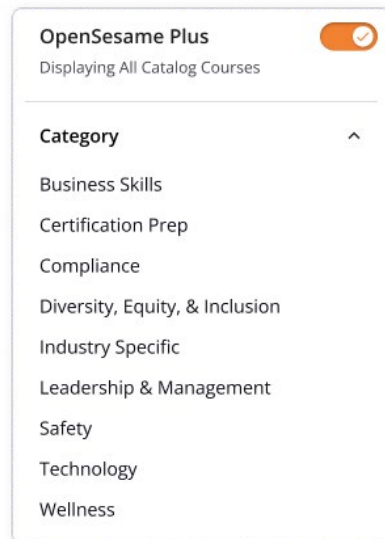 OpenSesame Plus
Displaying All Catalog Courses
Category
Business Skills
Certification Prep
Compliance
Diversity, Equity, & Inclusion
Industry Specific
Leadership & Management
Safety
Technology
Wellness